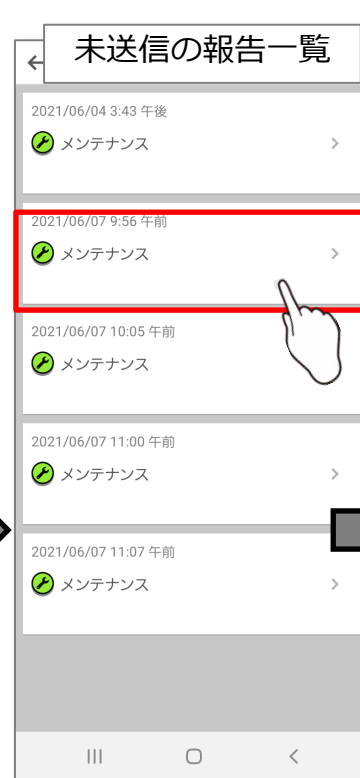 未送信の報告一覧
2021/06/04 3:43 午後
メンテナンス
2021/06/07 9:56 午前
メンテナンス
2021/06/07 10:05 午前
メンテナンス
2021/06/07 11:00 午前
メンテナンス
2021/06/07 11:07 午前
メンテナンス